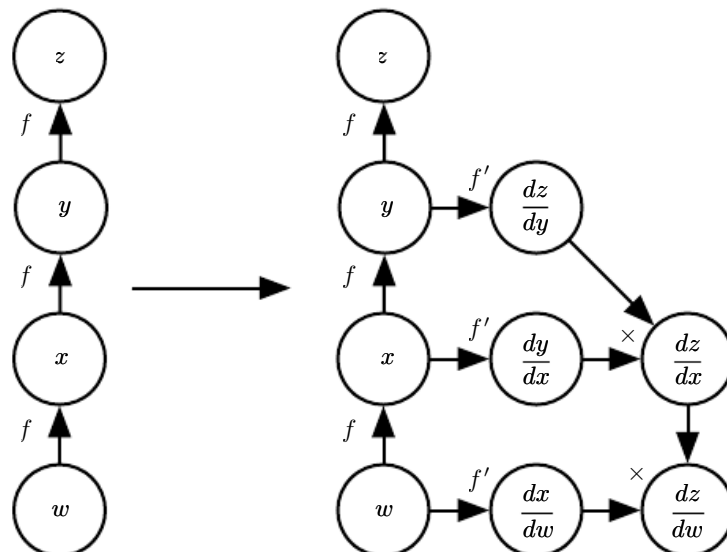 z z
f f
y y f′ dz/dy
f f
x x f′ dy/dx × dz/dx
f f
w w f′ dx/dw × dz/dw